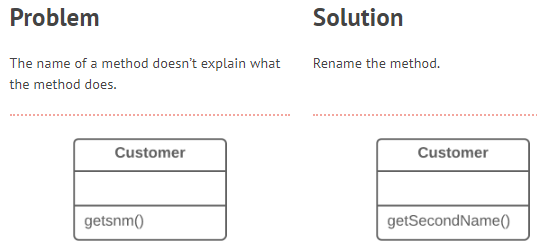 Problem
The name of a method doesn't explain what
the method does.
Customer
getsnm()
Solution
Rename the method.
Customer
getSecondName()